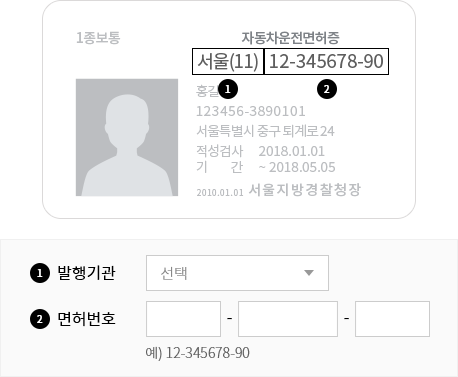 1종보통
자동차운전면허증
서울(11) 12-345678-90
홍길 1 2
123456-3890101
서울특별시 중구 퇴계로 24
적성검사 2018.01.01
기 간 ~ 2018.05.05
2010.01.01 서울지방경찰청장
1 발행기관 선택
2 면허번호 - -
예) 12-345678-90